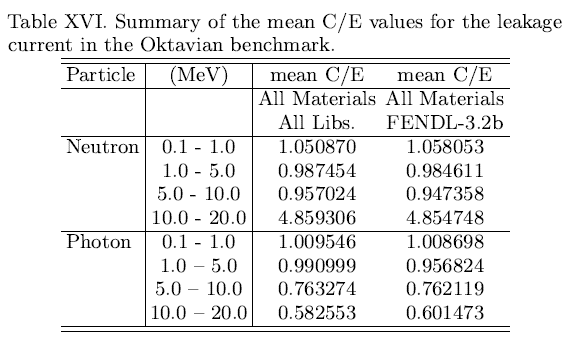 Table XVI. Summary of the mean C/E values for the leakage
current in the Oktavian benchmark.
Particle (MeV) mean C/E mean C/E
All Materials All Materials
All Libs. FENDL-3.2b
Neutron 0.1 - 1.0 1.050870 1.058053
1.0 - 5.0 0.987454 0.984611
5.0 - 10.0 0.957024 0.947358
10.0 - 20.0 4.859306 4.854748
Photon 0.1 - 1.0 1.009546 1.008698
1.0 – 5.0 0.990999 0.956824
5.0 – 10.0 0.763274 0.762119
10.0 – 20.0 0.582553 0.601473